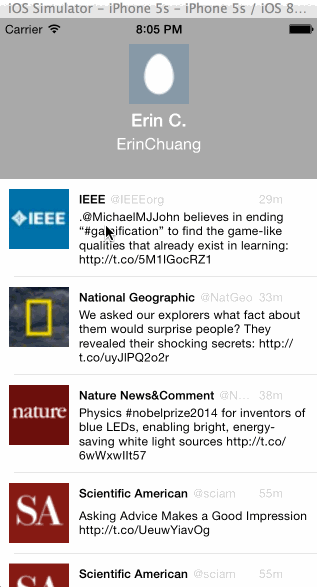 iOS Simulator - iPhone 5s - iPhone 5s / iOS 8...
Carrier 8:05 PM
Erin C.
ErinChuang
IEEE @IEEEorg 29m
IEEE
.@MichaelMJJohn believes in ending
"#gamification" to find the game-like
qualities that already exist in learning:
http://t.co/5M1lGocRZ1
National Geographic @NatGeo 33m
We asked our explorers what fact about
them would surprise people? They
revealed their shocking secrets: http://
t.co/uyJIPQ2o2r
Nature News&Comment @N... 38m
nature
Physics #nobelprize2014 for inventors of
blue LEDs, enabling bright, energy-
saving white light sources http://t.co/
6wWxwIIt57
Scientific American @sciam 55m
SA
Asking Advice Makes a Good Impression
http://t.co/UeuwYiavOg
Scientific American @sciam 55m
SA